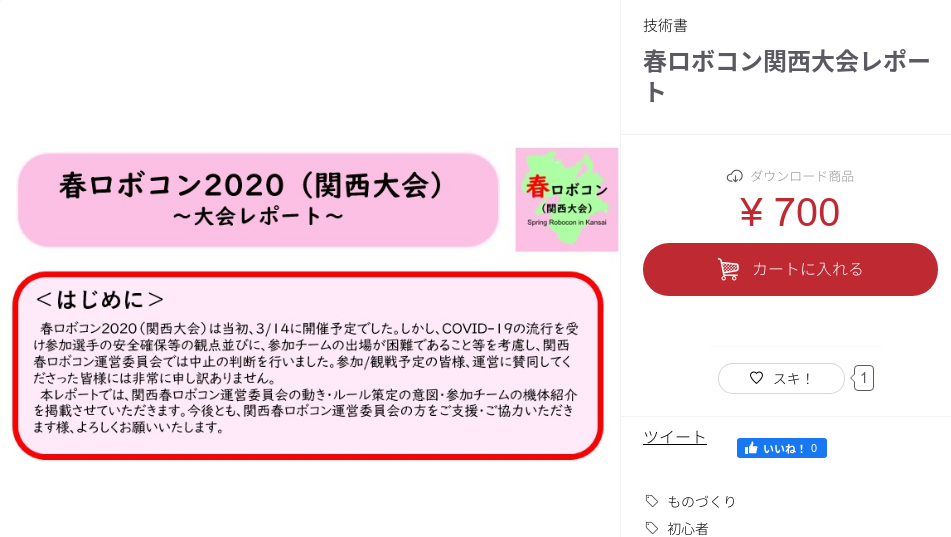 春ロボコン2020（関西大会）
～大会レポート～
春ロボコン
(関西大会)
Spring Robocon in Kansai
＜はじめに＞
春ロボコン2020（関西大会）は当初、3/14に開催予定でした。しかし、COVID-19の流行を受
け参加選手の安全確保等の観点並びに、参加チームの出場が困難であること等を考慮し、関西
春ロボコン運営委員会では中止の判断を行いました。参加/観戦予定の皆様、運営に賛同してく
ださった皆様には非常に申し訳ありません。
本レポートでは、関西春ロボコン運営委員会の動き・ルール策定の意図・参加チームの機体紹介
を掲載させていただきます。今後とも、関西春ロボコン運営委員会の方をご支援・ご協力いただき
ます様、よろしくお願いいたします。
技術書
春ロボコン関西大会レポー
ト
ダウンロード商品
¥ 700
カートに入れる
スキ！
1
ツイート
いいね！ 0
ものづくり
初心者